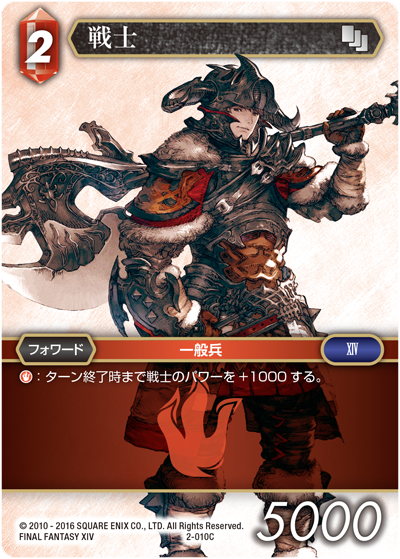 2
戦士
フォワード
一般兵
XIV
：ターン終了時まで戦士のパワーを＋1000する。
© 2010 - 2016 SQUARE ENIX CO., LTD. All Rights Reserved.
FINAL FANTASY XIV
2-010C
5000